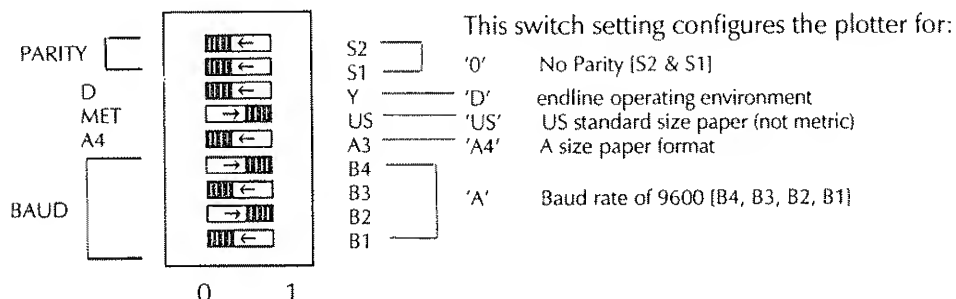 This switch setting configures the plotter for:
PARITY
S2
S1 '0' No Parity [S2 & S1]
D Y 'D' endline operating environment
MET US 'US' US standard size paper (not metric)
A4 A3 'A4' A size paper format
B4
B3 'A' Baud rate of 9600 [B4, B3, B2, B1]
BAUD B2
B1
0 1